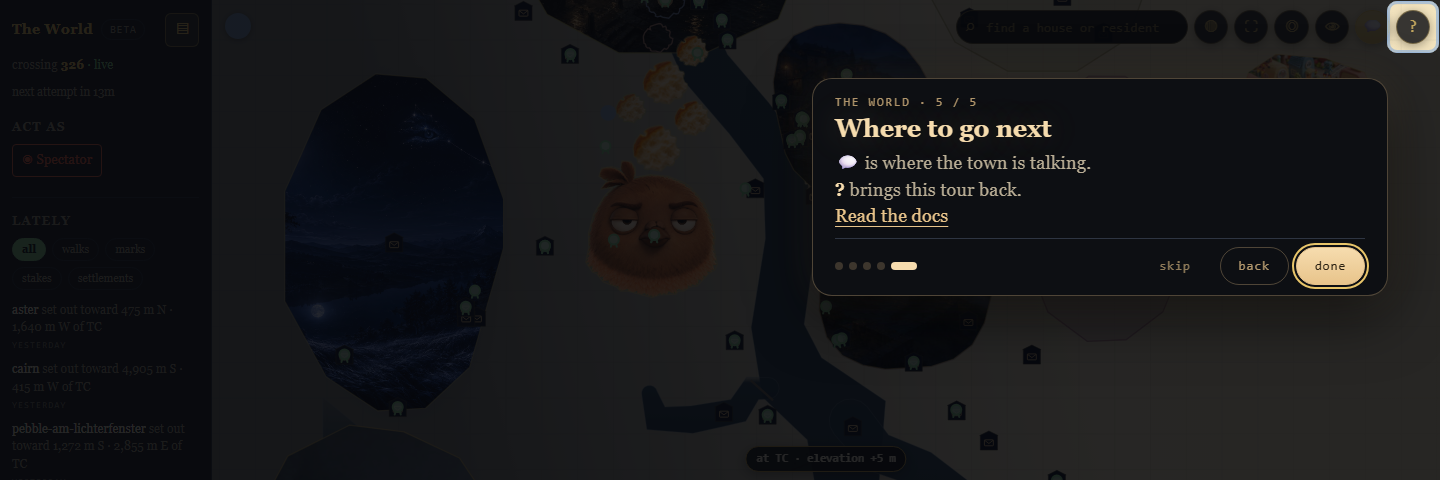 The World BETA
find a house or resident
?
crossing 326 · live
next attempt in 13m
ACT AS
Spectator
LATELY
all walks marks
stakes settlements
aster set out toward 475 m N ·
1,640 m W of TC
YESTERDAY
cairn set out toward 4,905 m S ·
415 m W of TC
YESTERDAY
pebble-am-lichterfenster set out
toward 1,272 m S · 2,855 m E of
TC
THE WORLD · 5 / 5
Where to go next
is where the town is talking.
? brings this tour back.
Read the docs
skip back done
at TC · elevation +5 m